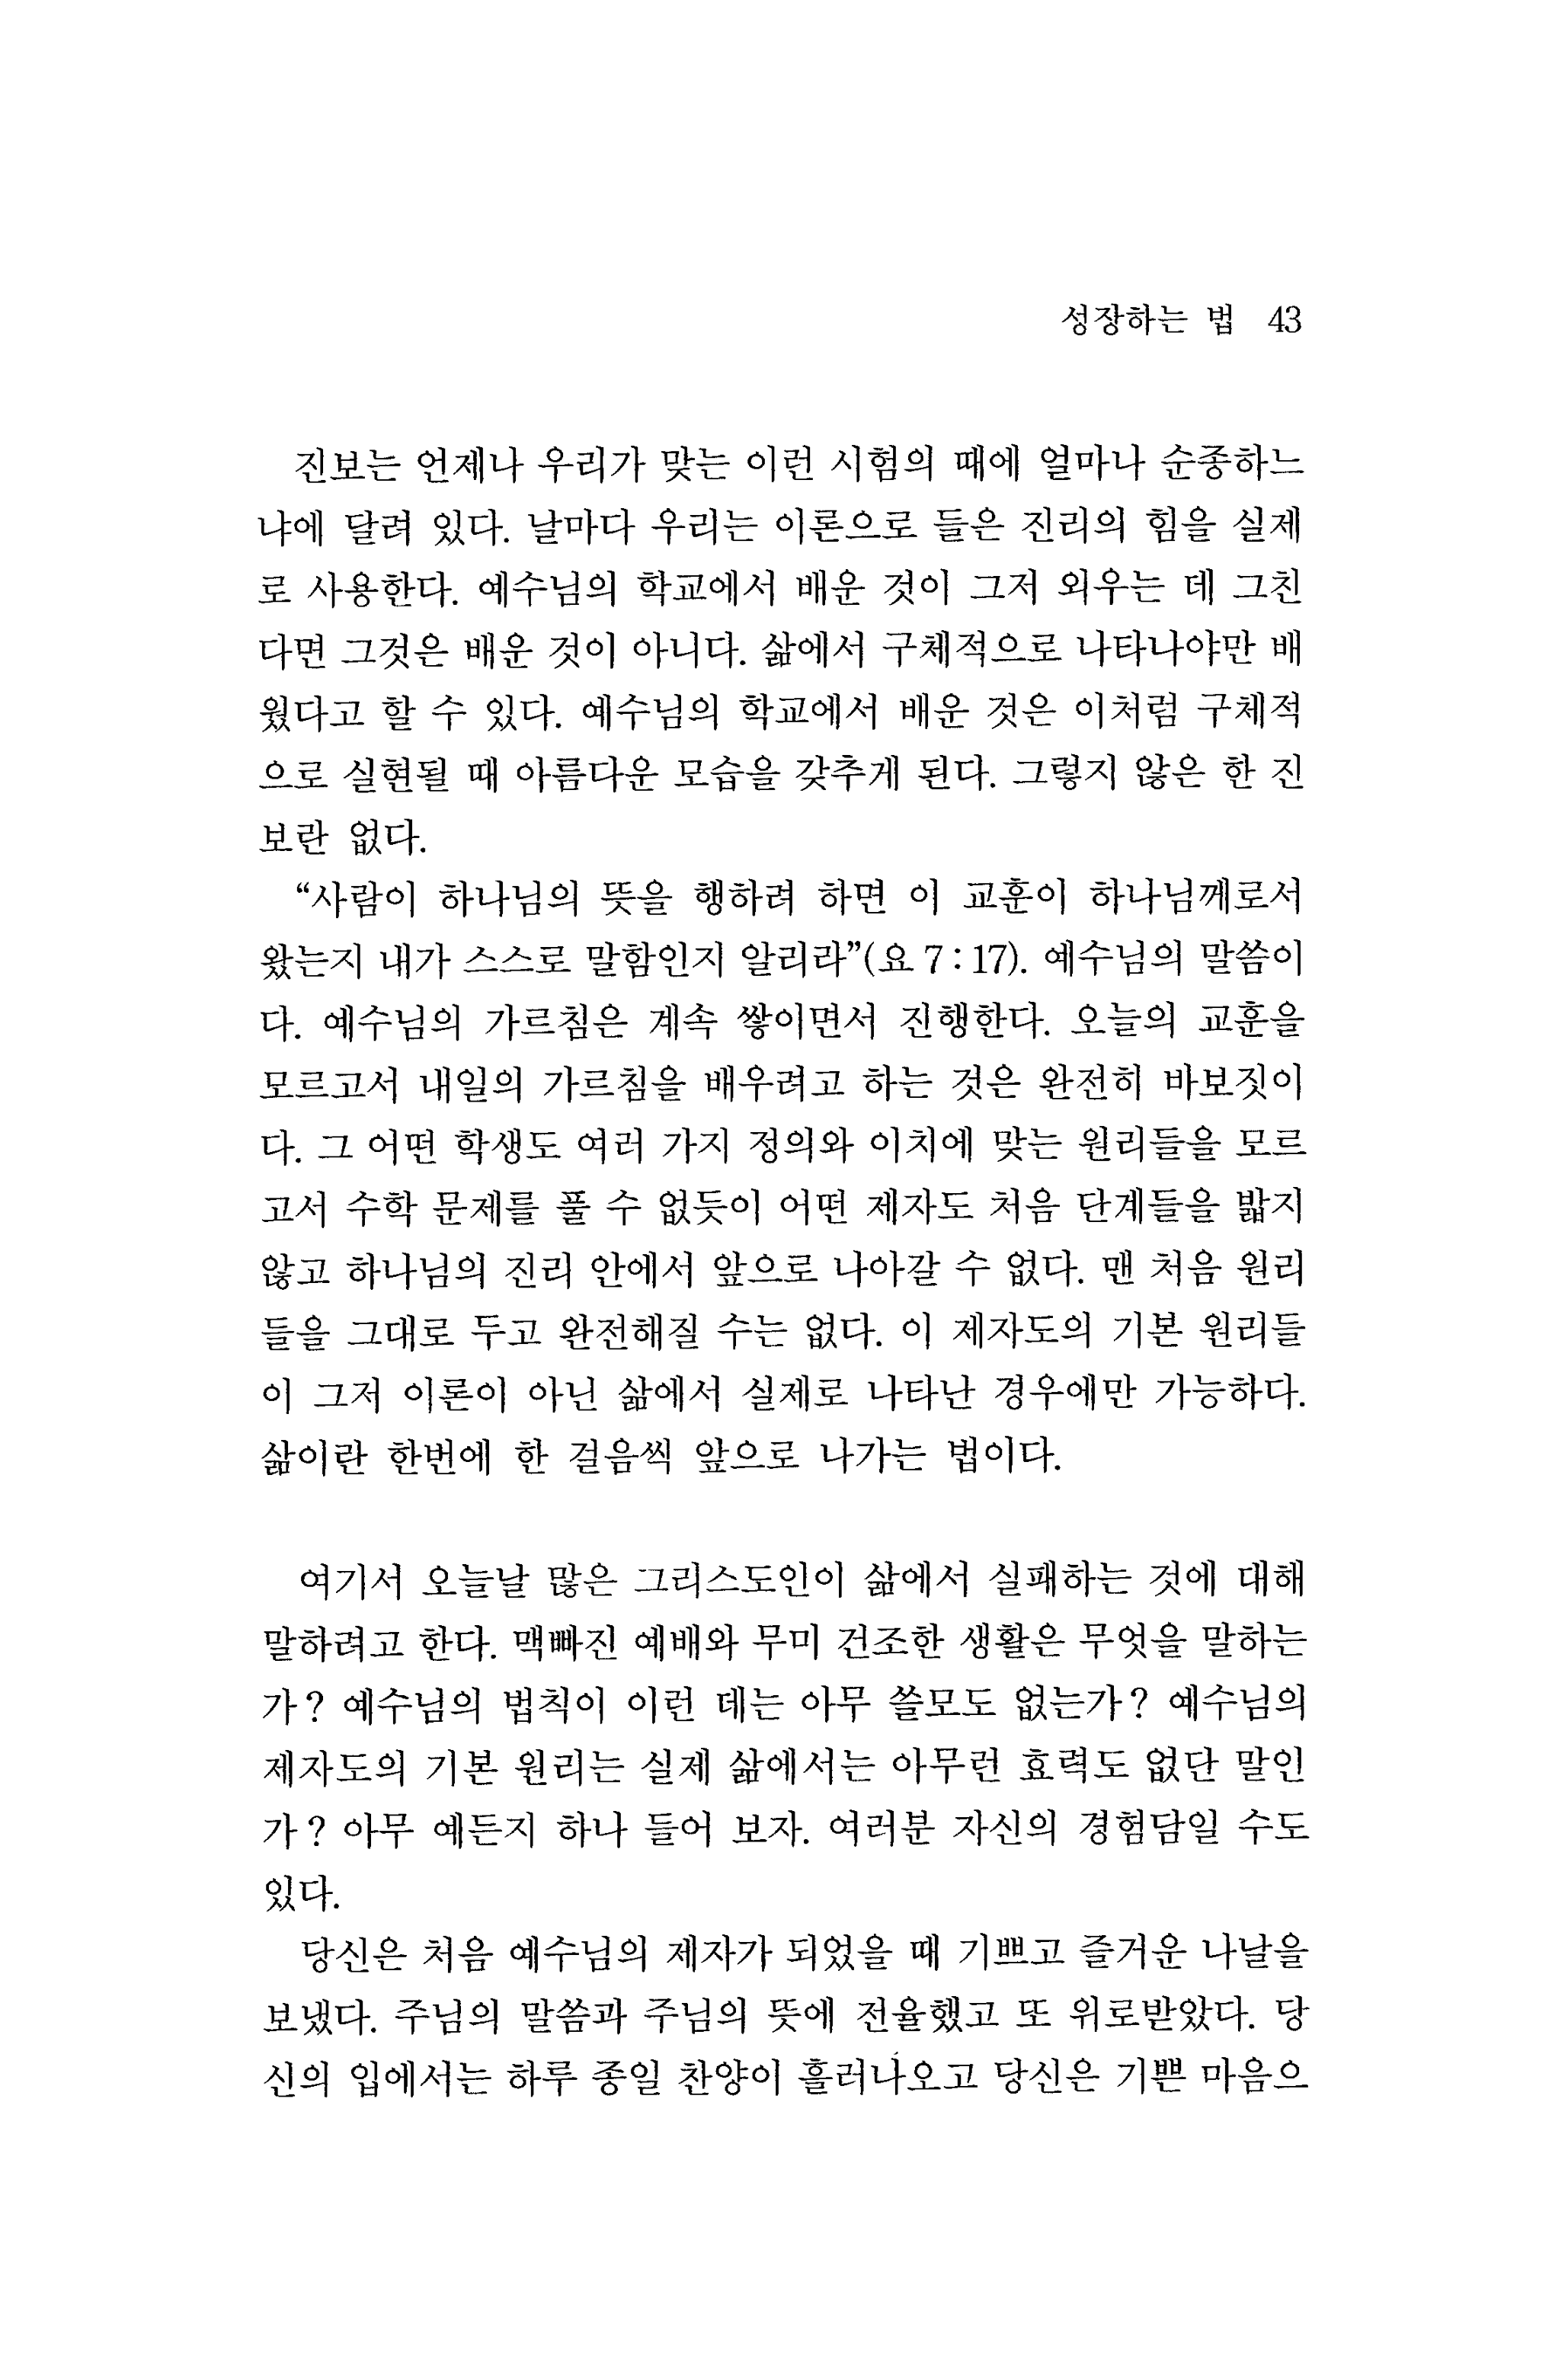 성장하는 법 43
진보는 언제나 우리가 맞는 이런 시험의 때에 얼마나 순종하느
냐에 달려 있다. 날마다 우리는 이론으로 들은 진리의 힘을 실제
로 사용한다. 예수님의 학교에서 배운 것이 그저 외우는 데 그친
다면 그것은 배운 것이 아니다. 삶에서 구체적으로 나타나야만 배
웠다고 할 수 있다. 예수님의 학교에서 배운 것은 이처럼 구체적
으로 실현될 때 아름다운 모습을 갖추게 된다. 그렇지 않은 한 진
보란 없다.
“사람이 하나님의 뜻을 행하려 하면 이 교훈이 하나님께로서
왔는지 내가 스스로 말함인지 알리라”(요 7 : 17). 예수님의 말씀이
다. 예수님의 가르침은 계속 쌓이면서 진행한다. 오늘의 교훈을
모르고서 내일의 가르침을 배우려고 하는 것은 완전히 바보짓이
다. 그 어떤 학생도 여러 가지 정의와 이치에 맞는 원리들을 모르
고서 수학 문제를 풀 수 없듯이 어떤 제자도 처음 단계들을 밟지
않고 하나님의 진리 안에서 앞으로 나아갈 수 없다. 맨 처음 원리
들을 그대로 두고 완전해질 수는 없다. 이 제자도의 기본 원리들
이 그저 이론이 아닌 삶에서 실제로 나타난 경우에만 가능하다.
삶이란 한번에 한 걸음씩 앞으로 나가는 법이다.
여기서 오늘날 많은 그리스도인이 삶에서 실패하는 것에 대해
말하려고 한다. 맥빠진 예배와 무미 건조한 생활은 무엇을 말하는
가? 예수님의 법칙이 이런 데는 아무 쓸모도 없는가? 예수님의
제자도의 기본 원리는 실제 삶에서는 아무런 효력도 없단 말인
가? 아무 예든지 하나 들어 보자. 여러분 자신의 경험담일 수도
있다.
당신은 처음 예수님의 제자가 되었을 때 기쁘고 즐거운 나날을
보냈다. 주님의 말씀과 주님의 뜻에 전율했고 또 위로받았다. 당
신의 입에서는 하루 종일 찬양이 흘러나오고 당신은 기쁜 마음으